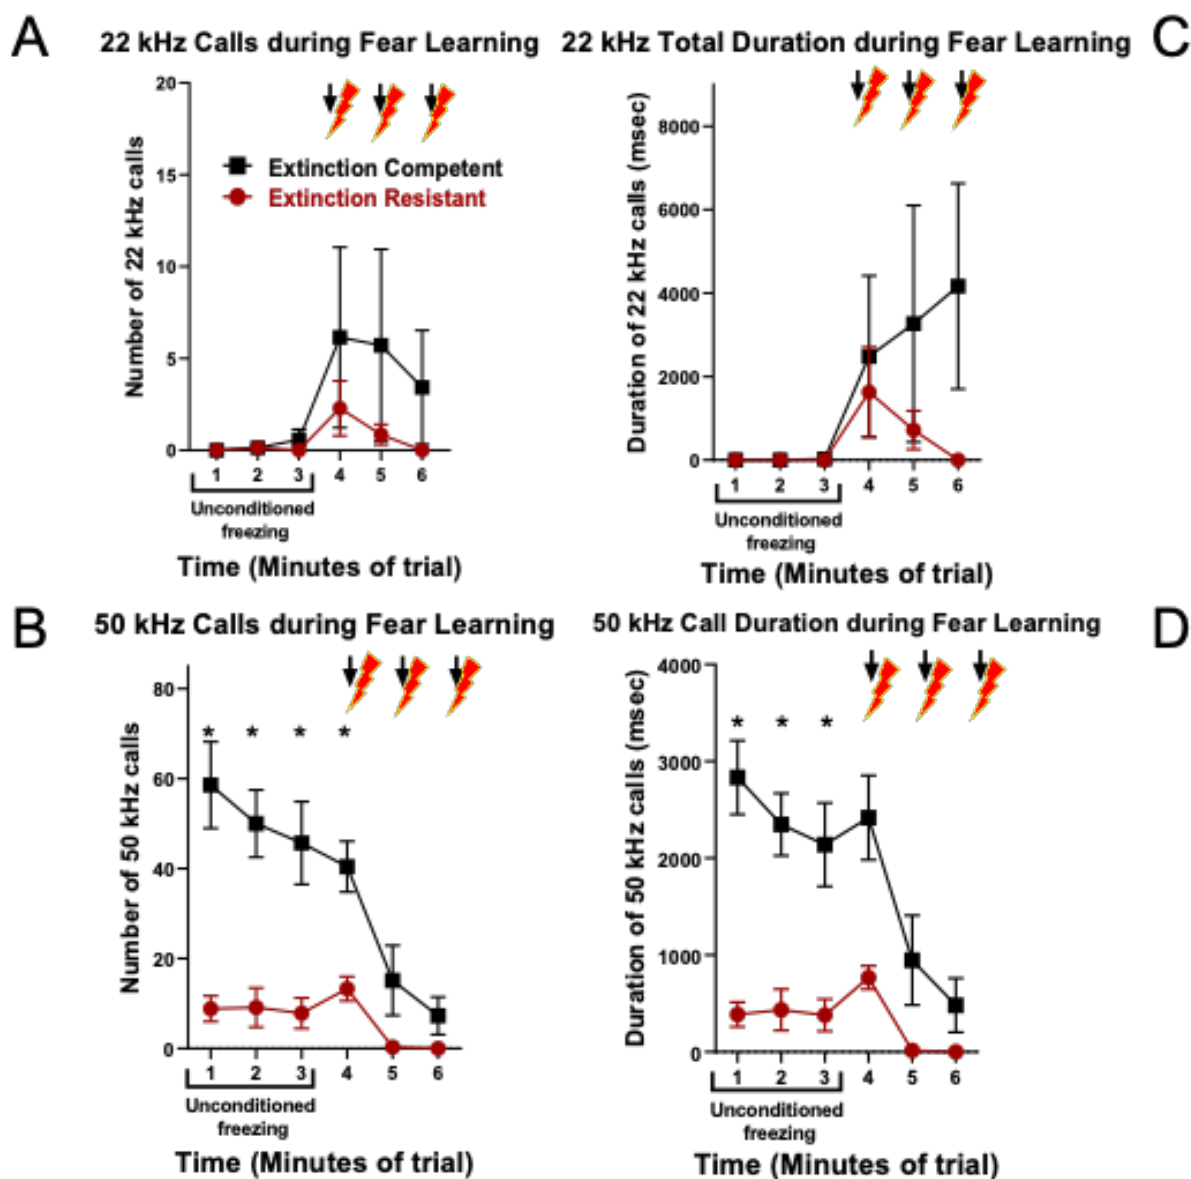 A
22 kHz Calls during Fear Learning
20
15
10
5
0
Number of 22 kHz calls
Extinction Competent
Extinction Resistant
1 2 3 4 5 6
Unconditioned
freezing
Time (Minutes of trial)
22 kHz Total Duration during Fear Learning
C
8000
6000
4000
2000
0
Duration of 22 kHz calls (msec)
1 2 3 4 5 6
Unconditioned
freezing
Time (Minutes of trial)
B
50 kHz Calls during Fear Learning
80
60
40
20
0
Number of 50 kHz calls
* * * *
1 2 3 4 5 6
Unconditioned
freezing
Time (Minutes of trial)
50 kHz Call Duration during Fear Learning
D
4000
3000
2000
1000
0
Duration of 50 kHz calls (msec)
* * *
1 2 3 4 5 6
Unconditioned
freezing
Time (Minutes of trial)